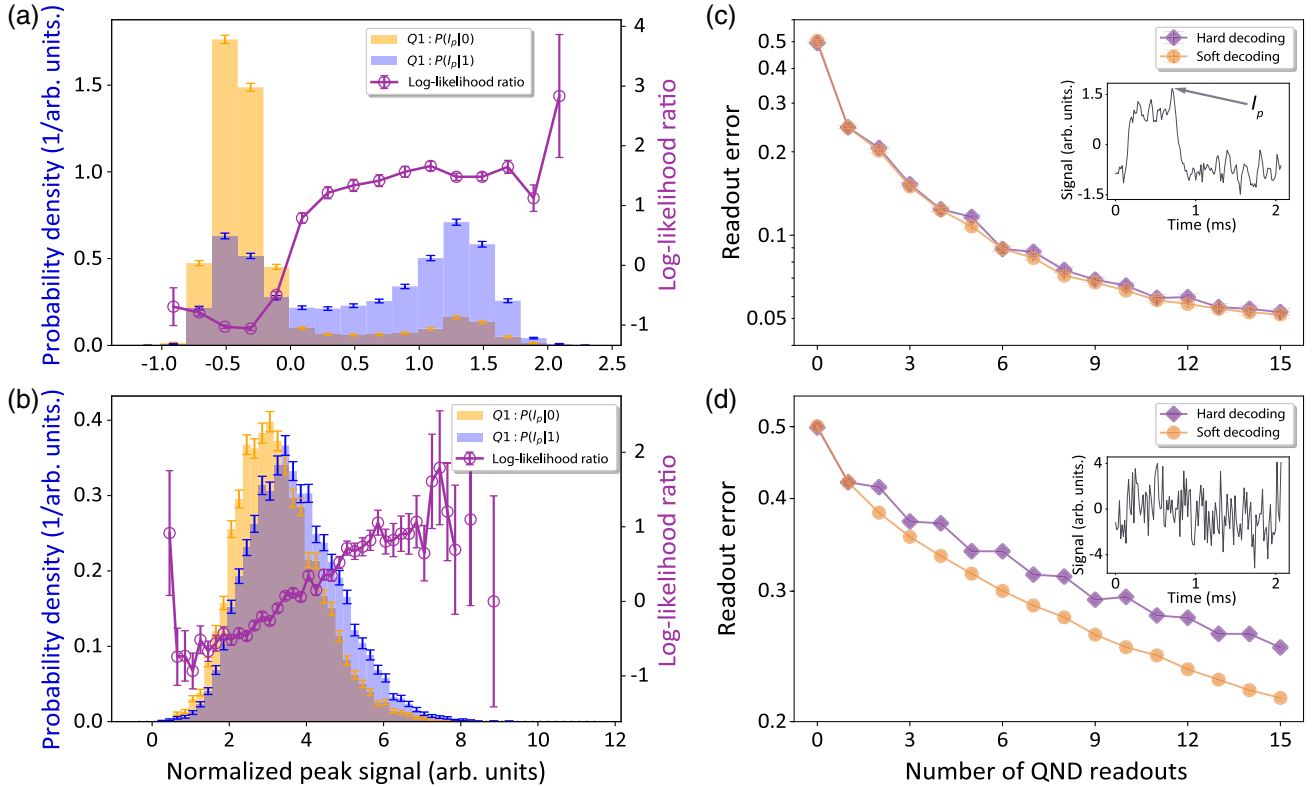 (a)
Probability density (1/arb. units.)
1.5
1.0
0.5
0.0
-1.0
-0.5
0.0
0.5
1.0
1.5
2.0
2.5
4
3
2
1
0
-1
Log-likelihood ratio
Q1 : P(I_p|0)
Q1 : P(I_p|1)
Log-likelihood ratio
(b)
Probability density (1/arb. units.)
0.4
0.3
0.2
0.1
0.0
0
2
4
6
8
10
12
Normalized peak signal (arb. units)
2
1
0
-1
Log-likelihood ratio
Q1 : P(I_p|0)
Q1 : P(I_p|1)
Log-likelihood ratio
(c)
Readout error
0.5
0.4
0.3
0.2
0.1
0.05
0
3
6
9
12
15
Hard decoding
Soft decoding
Signal (arb. units.)
1.5
0
-1.5
0
1
2
Time (ms)
I_p
(d)
Readout error
0.5
0.4
0.3
0.2
0
3
6
9
12
15
Number of QND readouts
Hard decoding
Soft decoding
Signal (arb. units.)
4
0
-4
0
1
2
Time (ms)